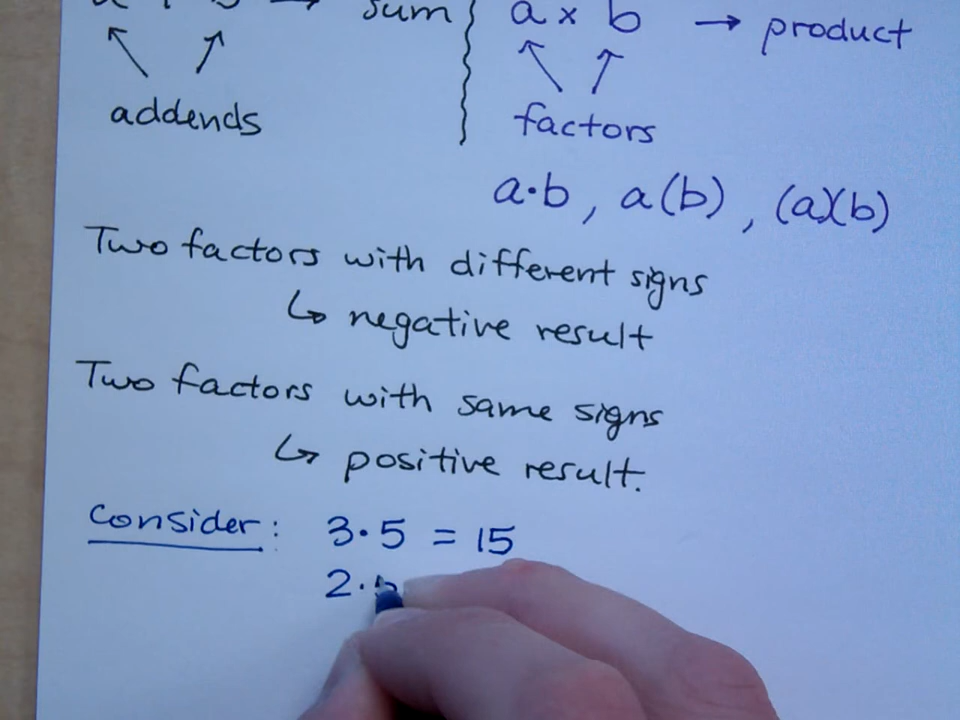 sum a × b → product
addends factors
a·b , a(b) , (a)(b)
Two factors with different signs
↳ negative result
Two factors with same signs
↳ positive result.
Consider: 3·5 = 15
2·